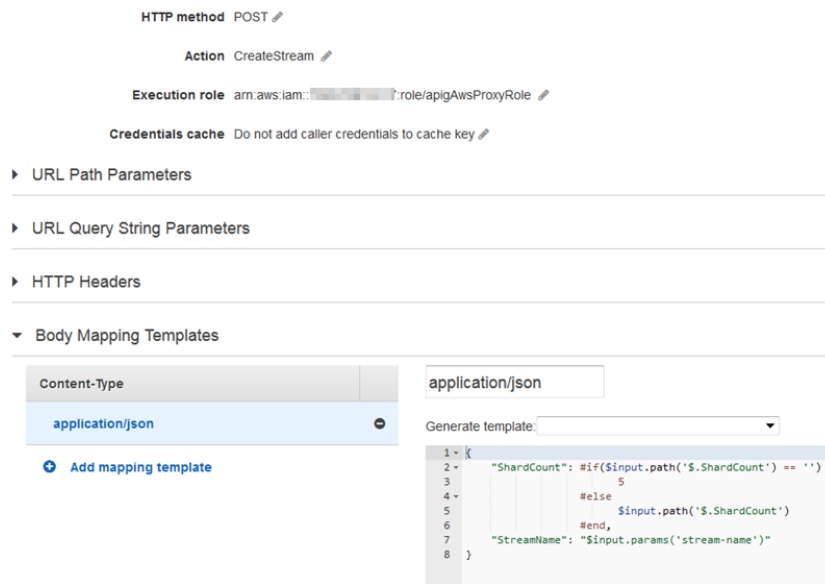 HTTP method POST
Action CreateStream
Execution role arn:aws:iam:: :role/apigAwsProxyRole
Credentials cache Do not add caller credentials to cache key
URL Path Parameters
URL Query String Parameters
HTTP Headers
Body Mapping Templates
Content-Type
application/json
Add mapping template
application/json
Generate template:
1 {
2 "ShardCount": #if($input.path('$.ShardCount') == '')
3 5
4 #else
5 $input.path('$.ShardCount')
6 #end,
7 "StreamName": "$input.params('stream-name')"
8 }